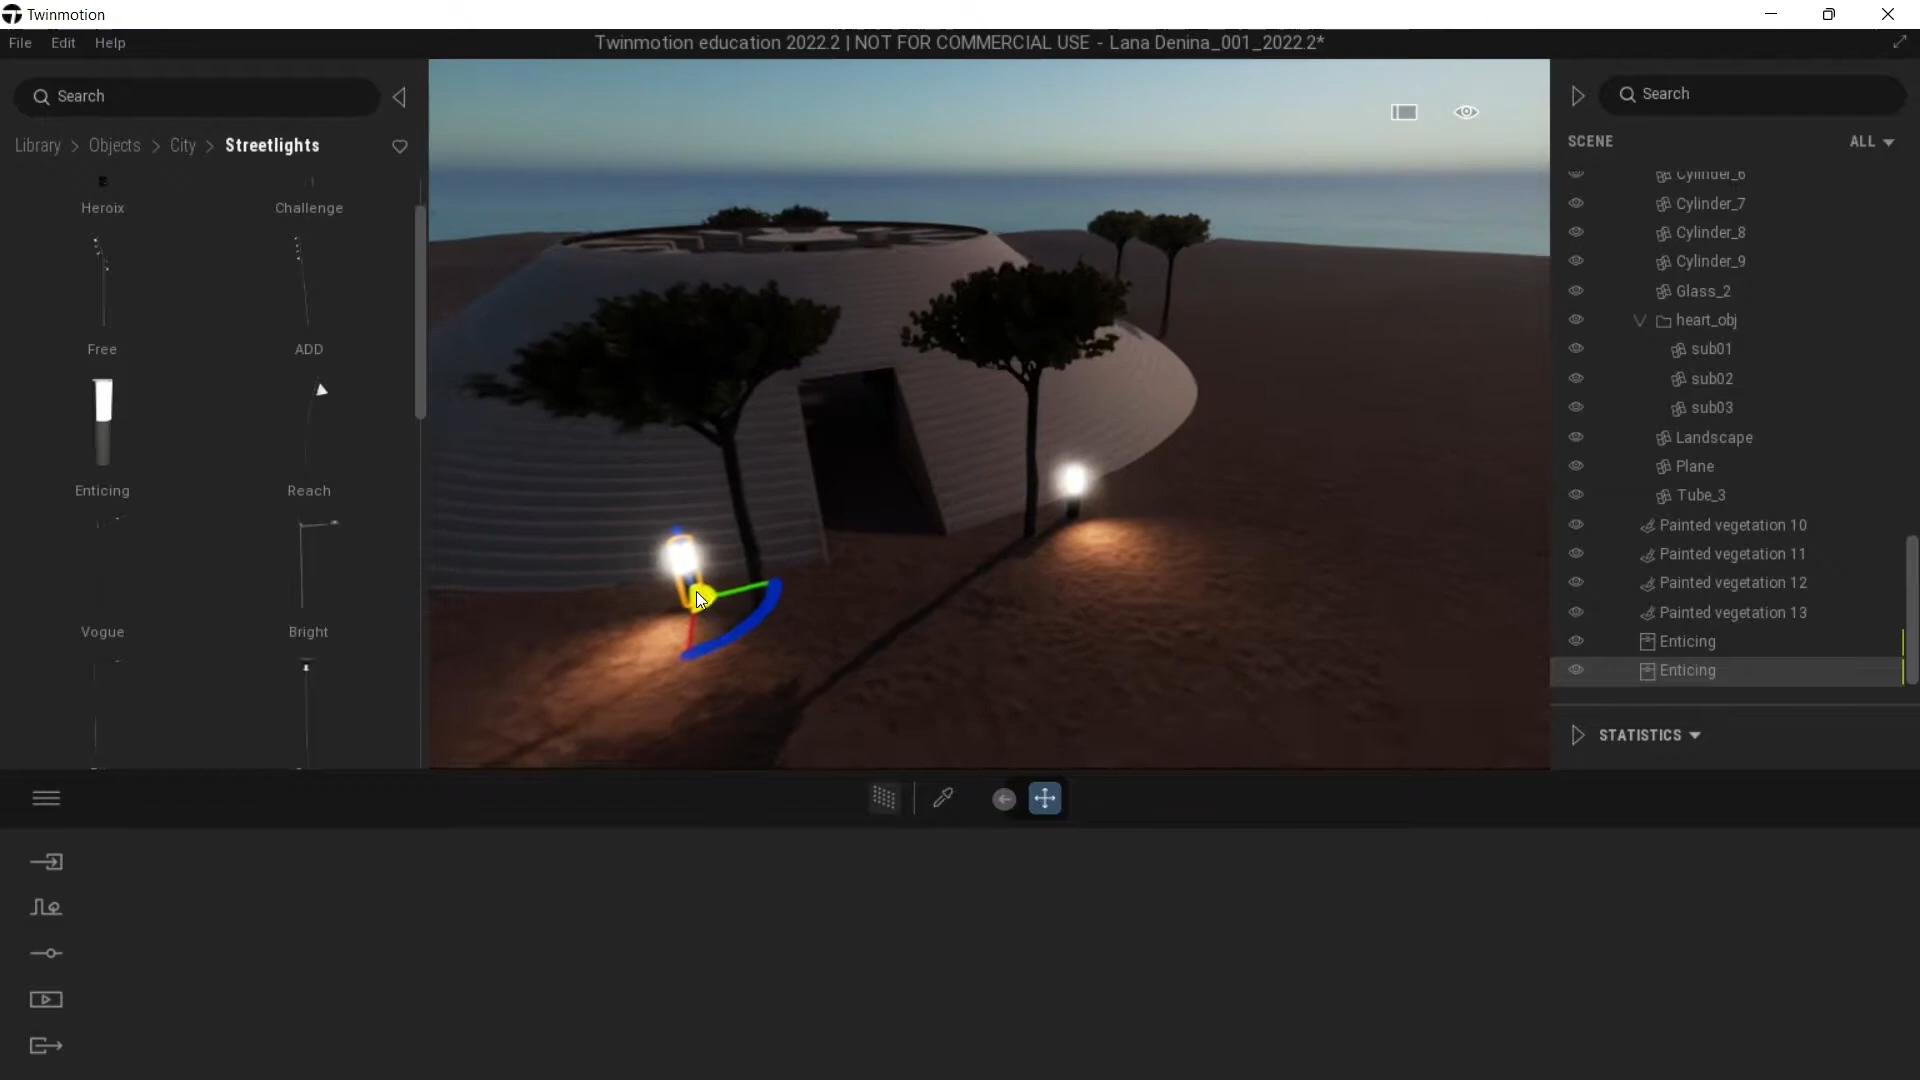 Twinmotion
File Edit Help
Twinmotion education 2022.2 | NOT FOR COMMERCIAL USE - Lana Denina_001_2022.2*
Search
Library > Objects > City > Streetlights
Heroix
Challenge
Free
ADD
Enticing
Reach
Vogue
Bright
Search
SCENE
ALL
Cylinder_6
Cylinder_7
Cylinder_8
Cylinder_9
Glass_2
heart_obj
sub01
sub02
sub03
Landscape
Plane
Tube_3
Painted vegetation 10
Painted vegetation 11
Painted vegetation 12
Painted vegetation 13
Enticing
Enticing
STATISTICS